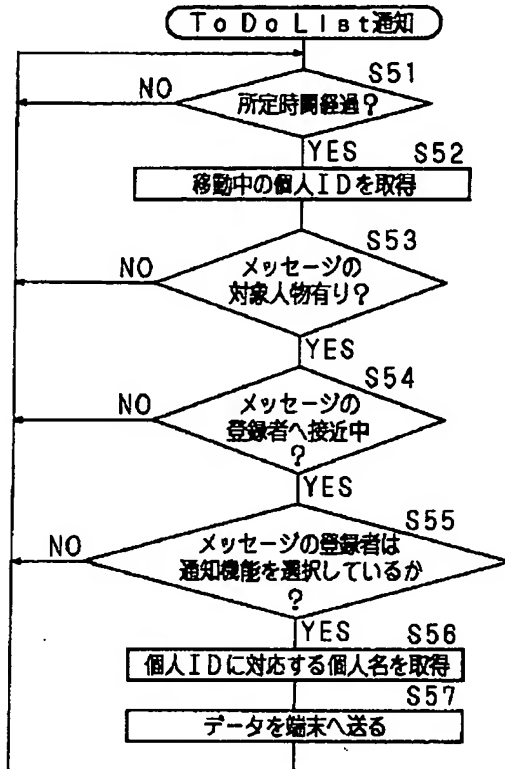 ToDoList通知
S51
NO
所定時間経過?
YES
S52
移動中の個人IDを取得
S53
NO
メッセージの
対象人物有り?
YES
S54
NO
メッセージの
登録者へ接近中
?
YES
S55
NO
メッセージの登録者は
通知機能を選択しているか
?
YES
S56
個人IDに対応する個人名を取得
S57
データを端末へ送る